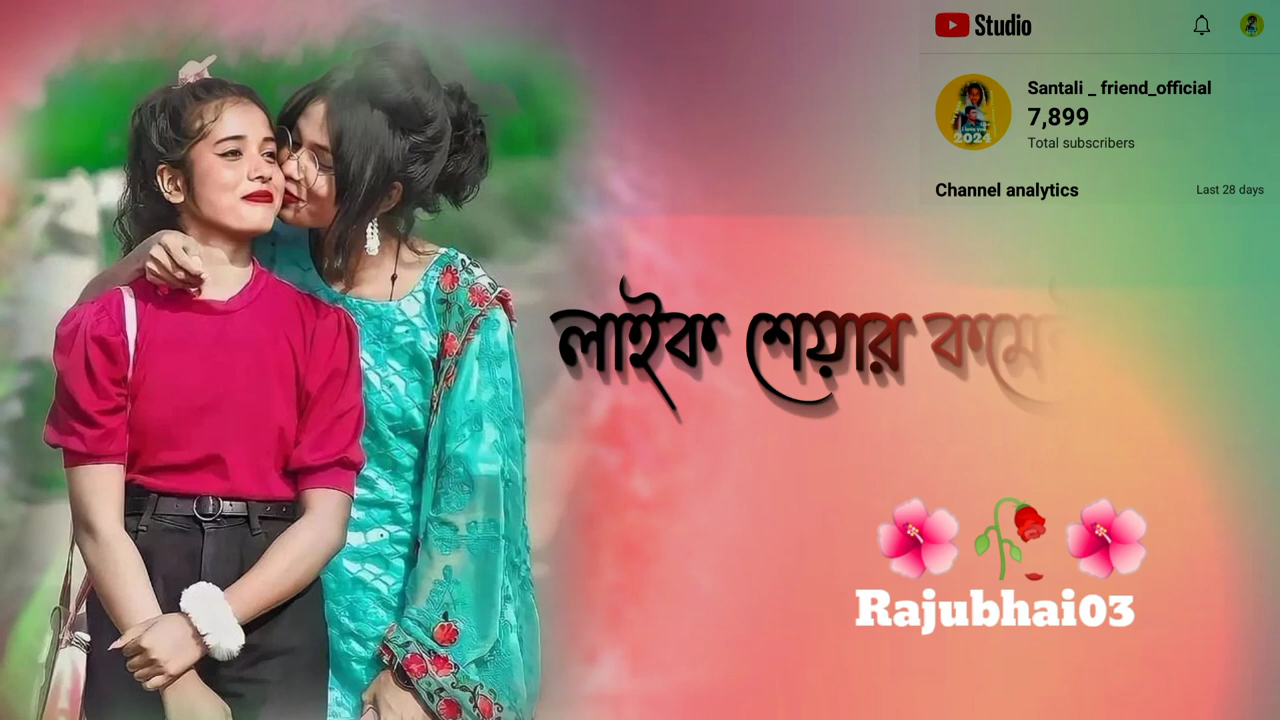 Studio
Santali _ friend_official
7,899
Total subscribers
Channel analytics
Last 28 days
লাইক শেয়ার
Rajubhai03